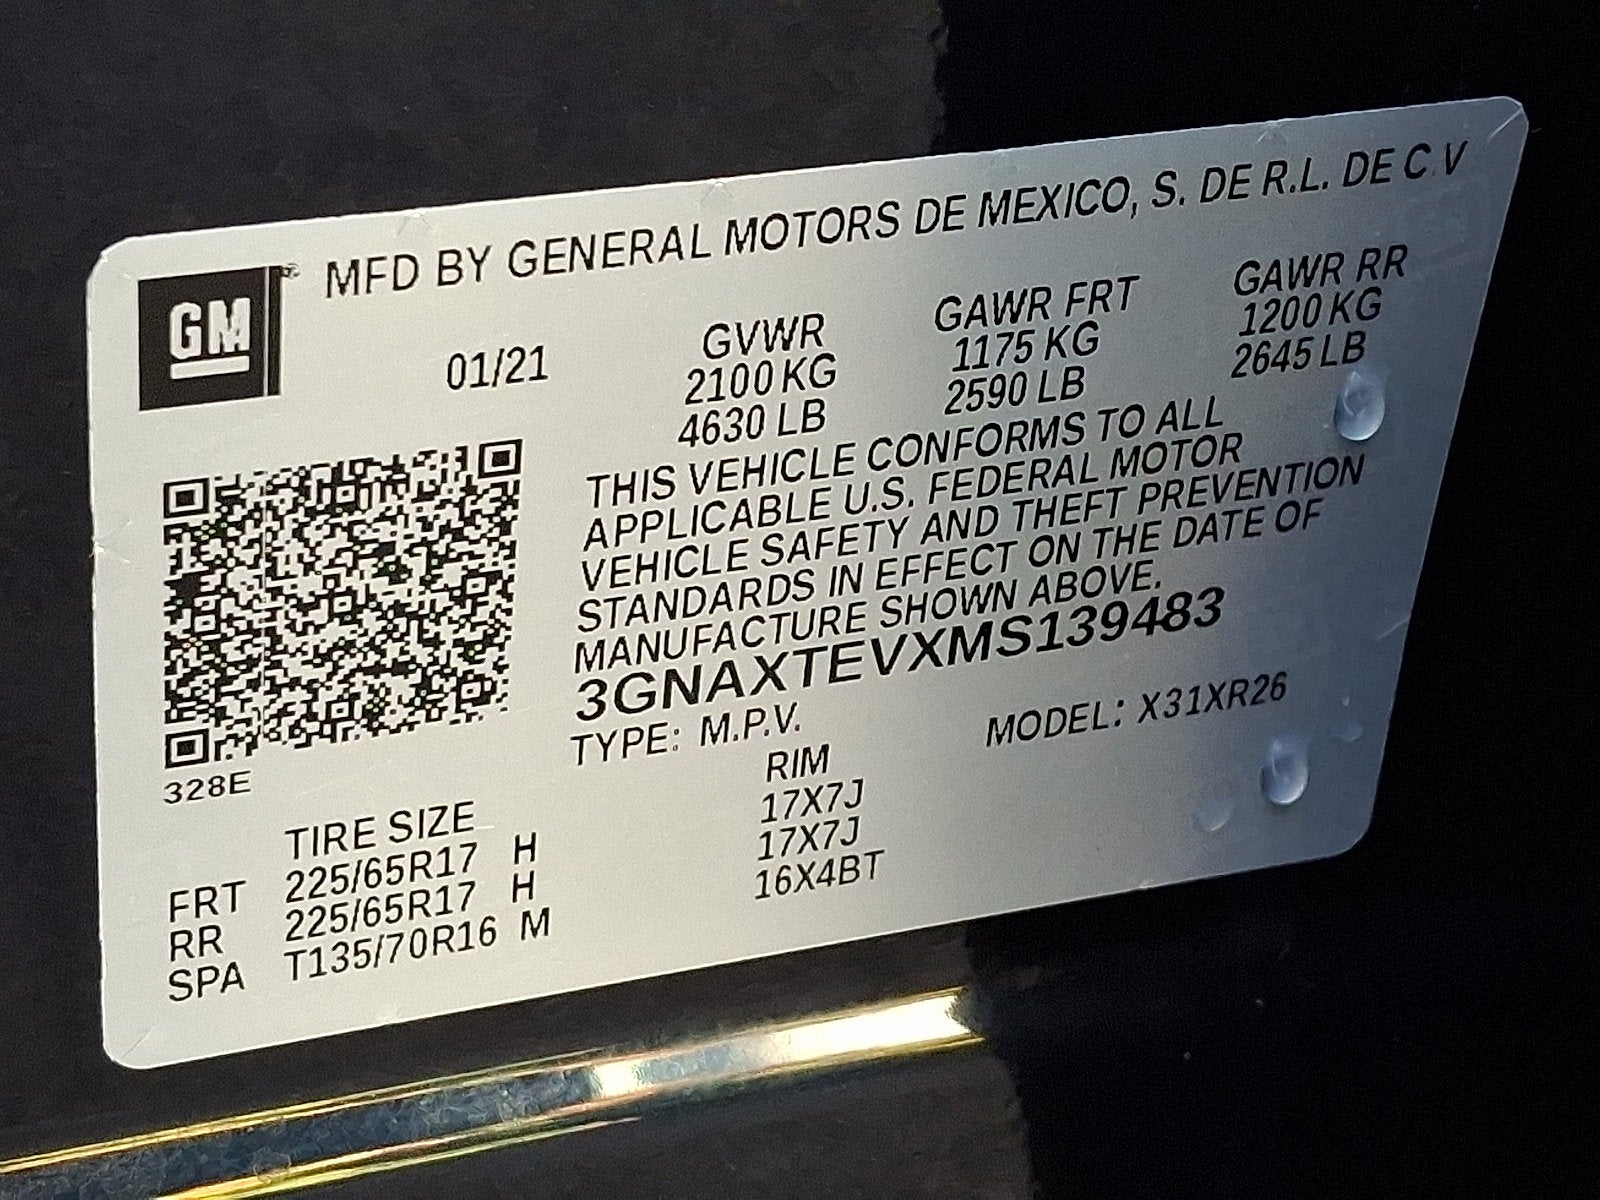 MFD BY GENERAL MOTORS DE MEXICO, S. DE R.L. DE C.V
GM
01/21 GVWR GAWR FRT GAWR RR
2100 KG 1175 KG 1200 KG
4630 LB 2590 LB 2645 LB
THIS VEHICLE CONFORMS TO ALL
APPLICABLE U.S. FEDERAL MOTOR
VEHICLE SAFETY AND THEFT PREVENTION
STANDARDS IN EFFECT ON THE DATE OF
MANUFACTURE SHOWN ABOVE.
3GNAXTEVXMS139483
TYPE: M.P.V. MODEL: X31XR26
328E
TIRE SIZE RIM
FRT 225/65R17 H 17X7J
RR 225/65R17 H 17X7J
SPA T135/70R16 M 16X4BT